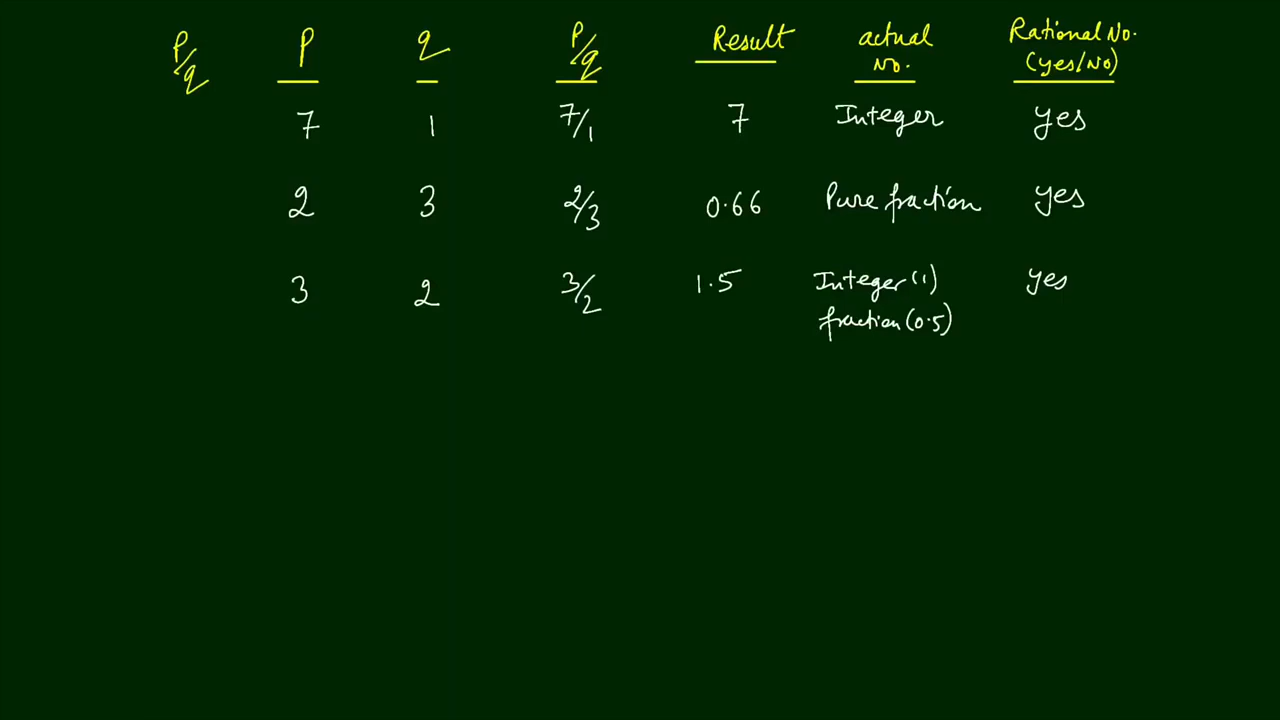 P/q P q P/q Result actual No. Rational No. (yes/No)
7 1 7/1 7 Integer yes
2 3 2/3 0.66 Pure fraction yes
3 2 3/2 1.5 Integer (1) yes
fraction (0.5)